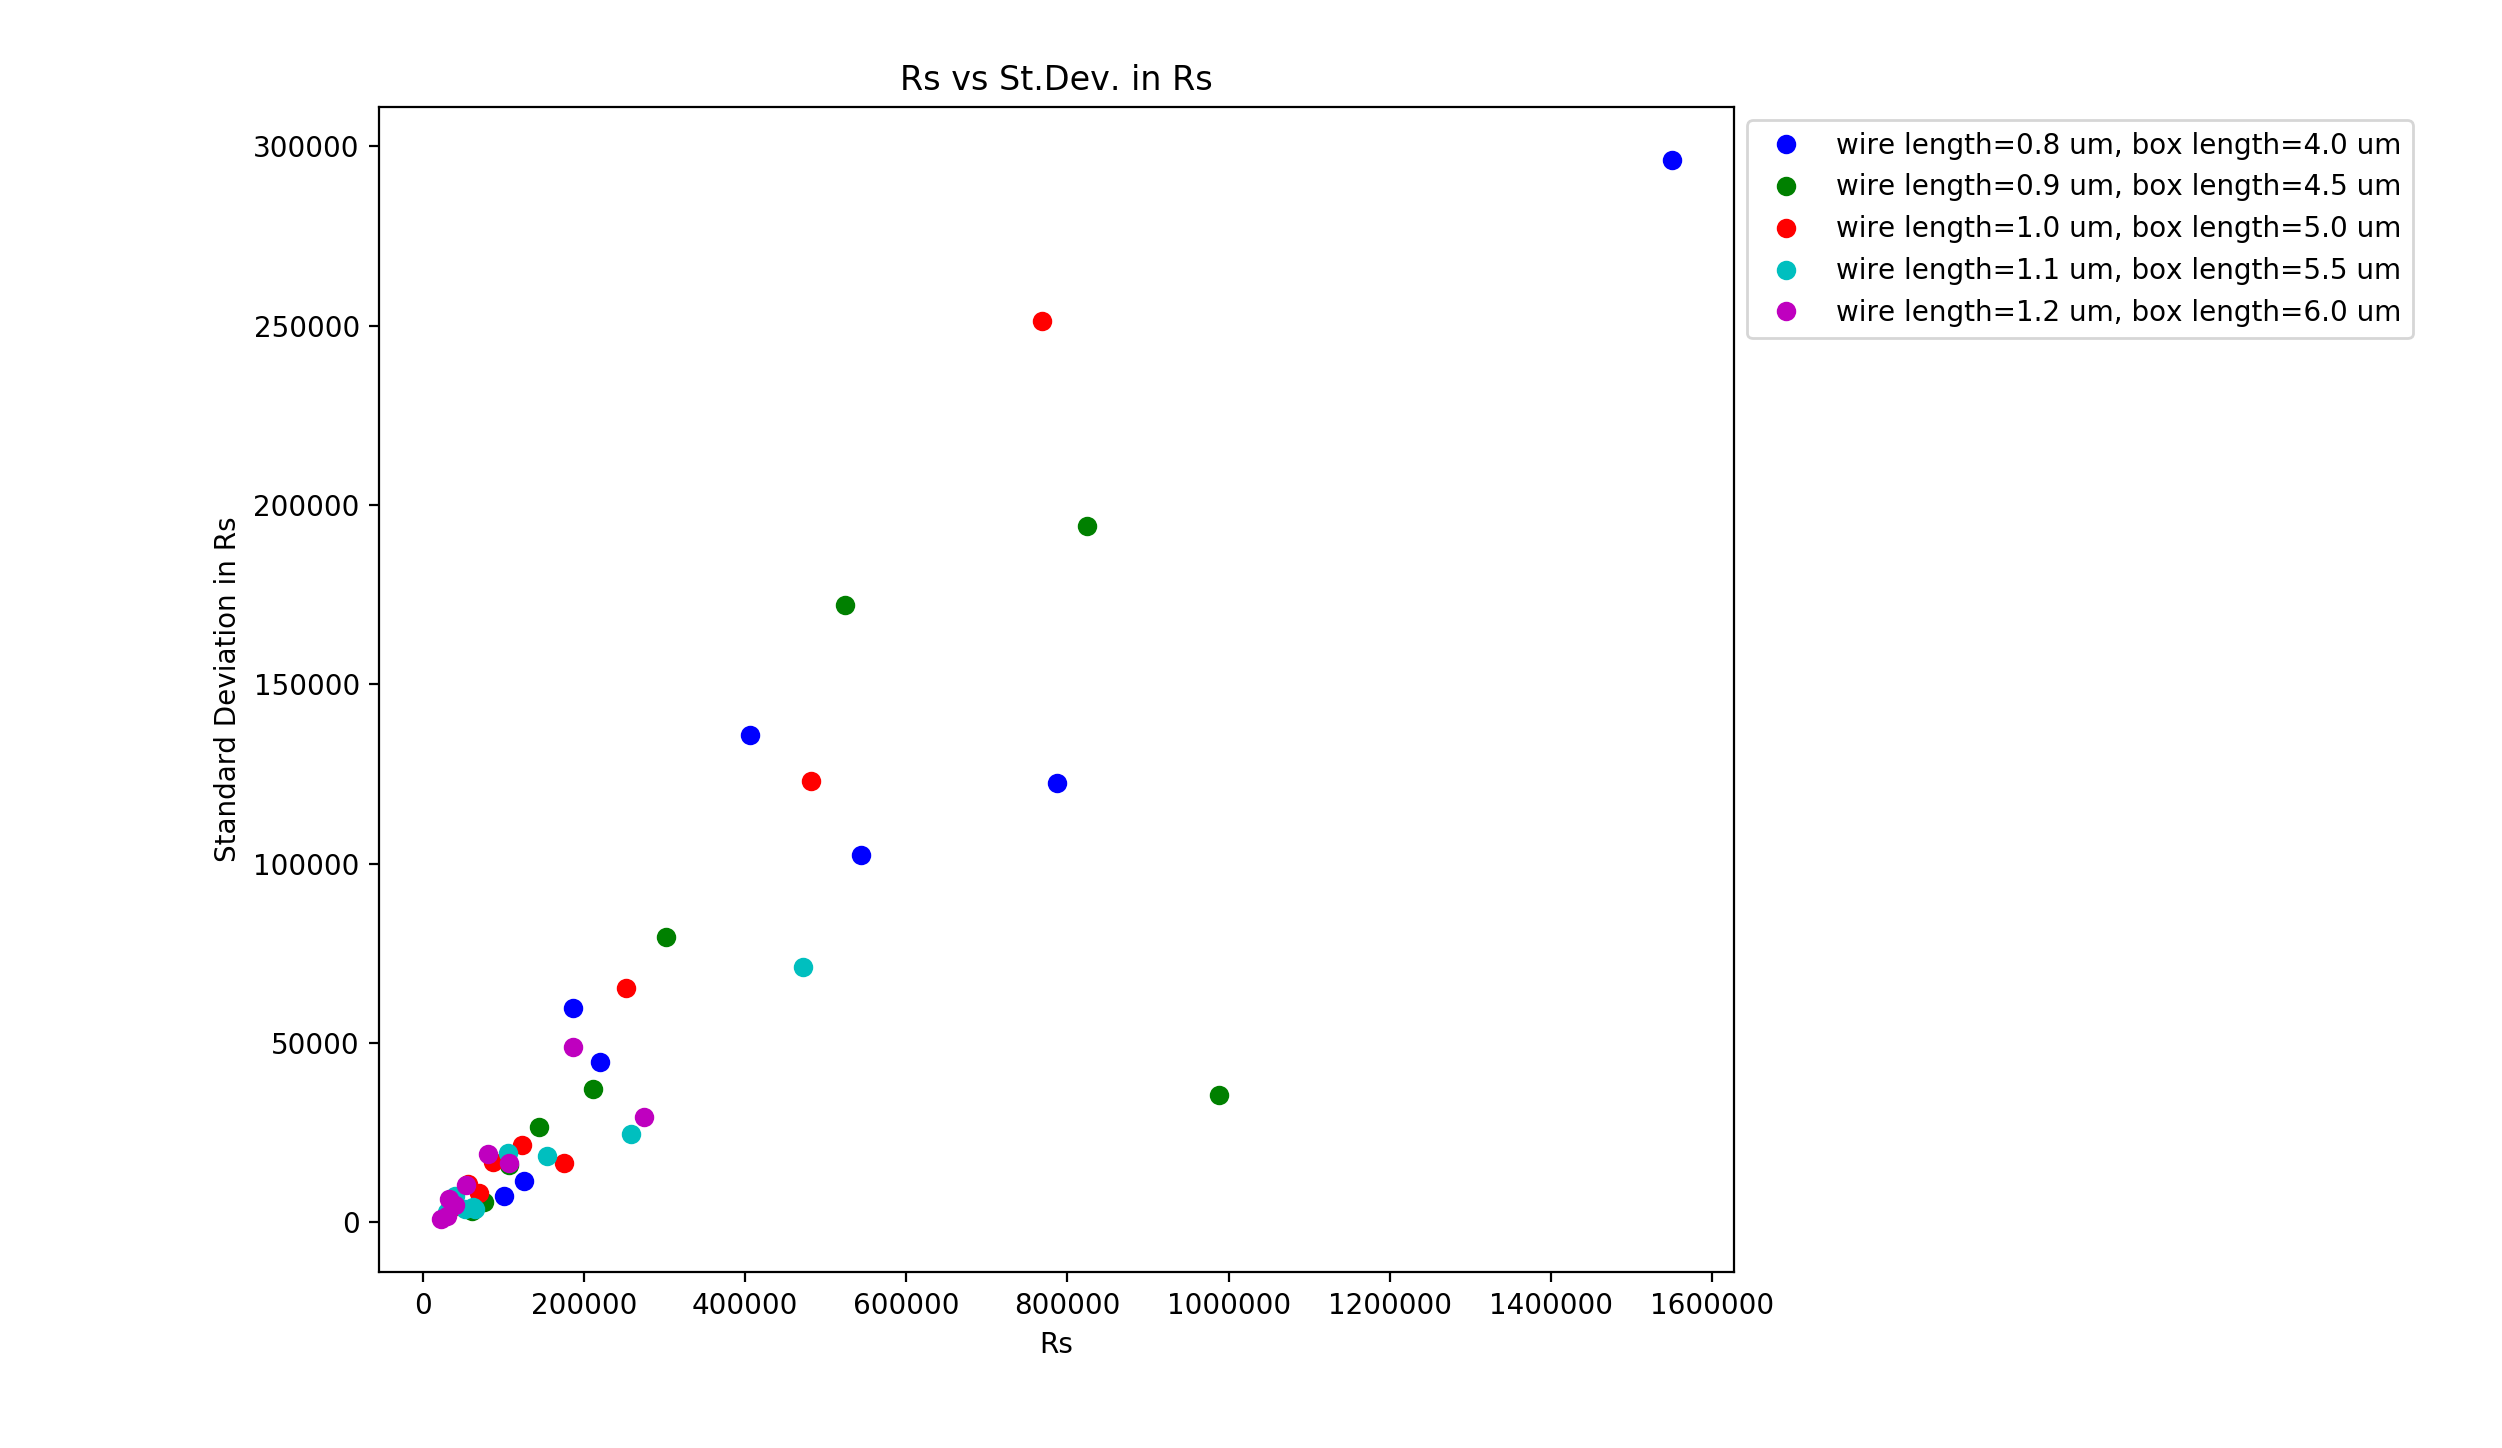 Rs vs St.Dev. in Rs
300000
250000
200000
150000
100000
50000
0
Standard Deviation in Rs
0 200000 400000 600000 800000 1000000 1200000 1400000 1600000
Rs
wire length=0.8 um, box length=4.0 um
wire length=0.9 um, box length=4.5 um
wire length=1.0 um, box length=5.0 um
wire length=1.1 um, box length=5.5 um
wire length=1.2 um, box length=6.0 um